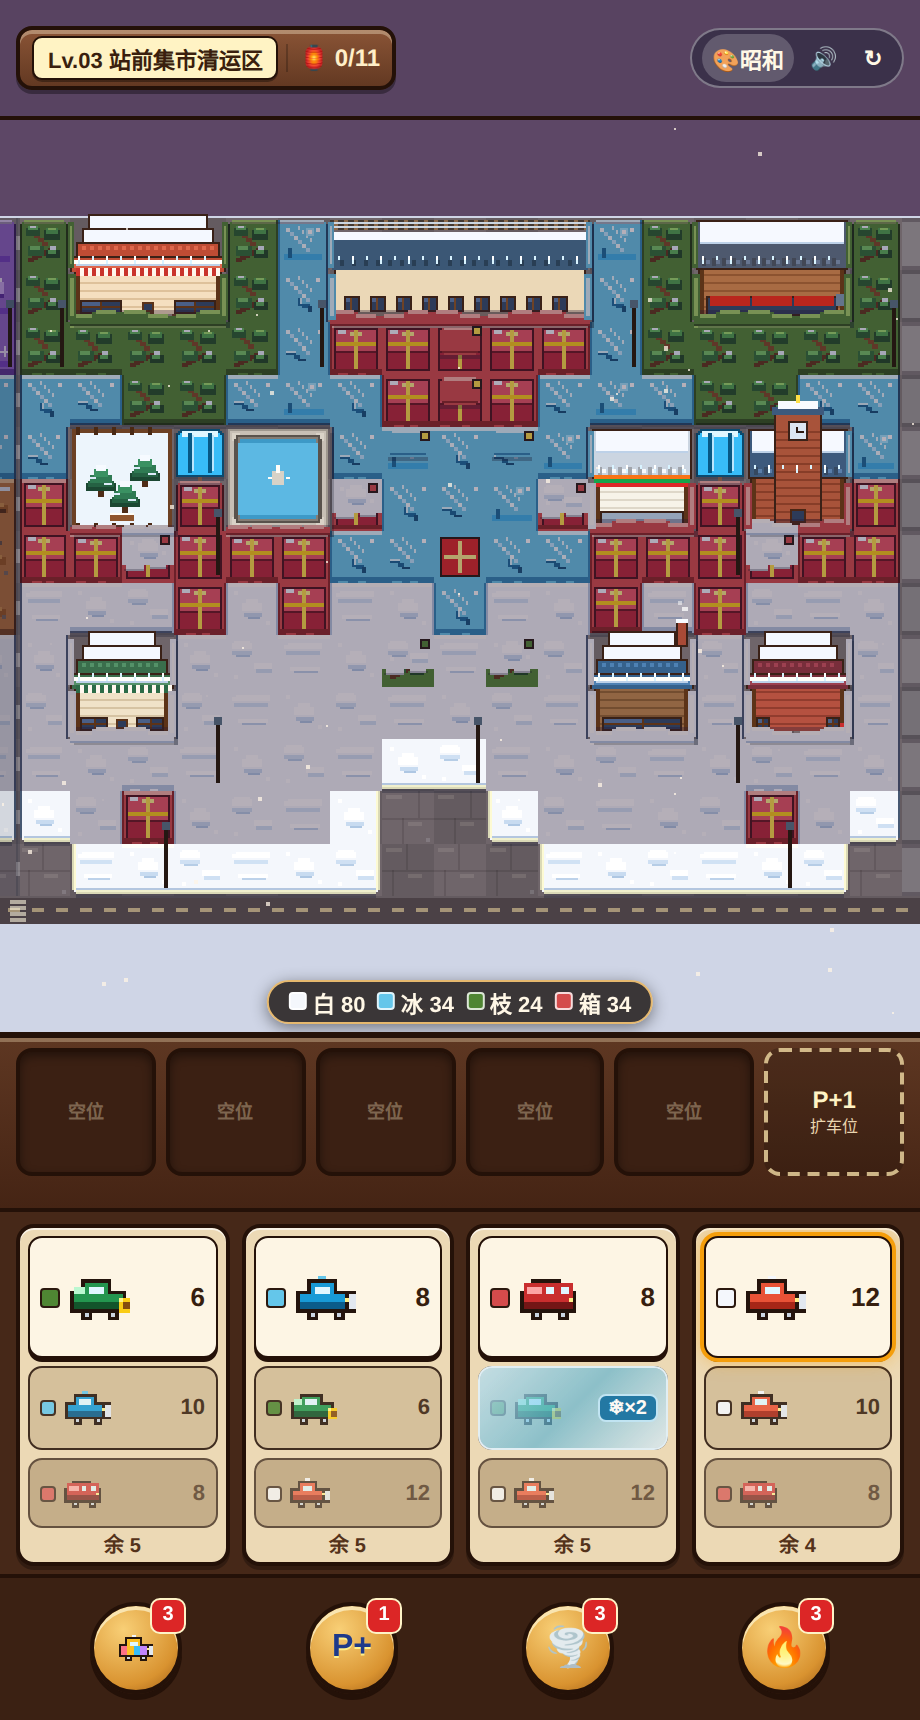 Lv.03 站前集市清运区
0/11
昭和
白 80 冰 34 枝 24 箱 34
空位 空位 空位 空位 空位
P+1
扩车位
6 8 8 12
10 6 ❄×2 10
8 12 12 8
余 5 余 5 余 5 余 4
3 1 3 3
P+